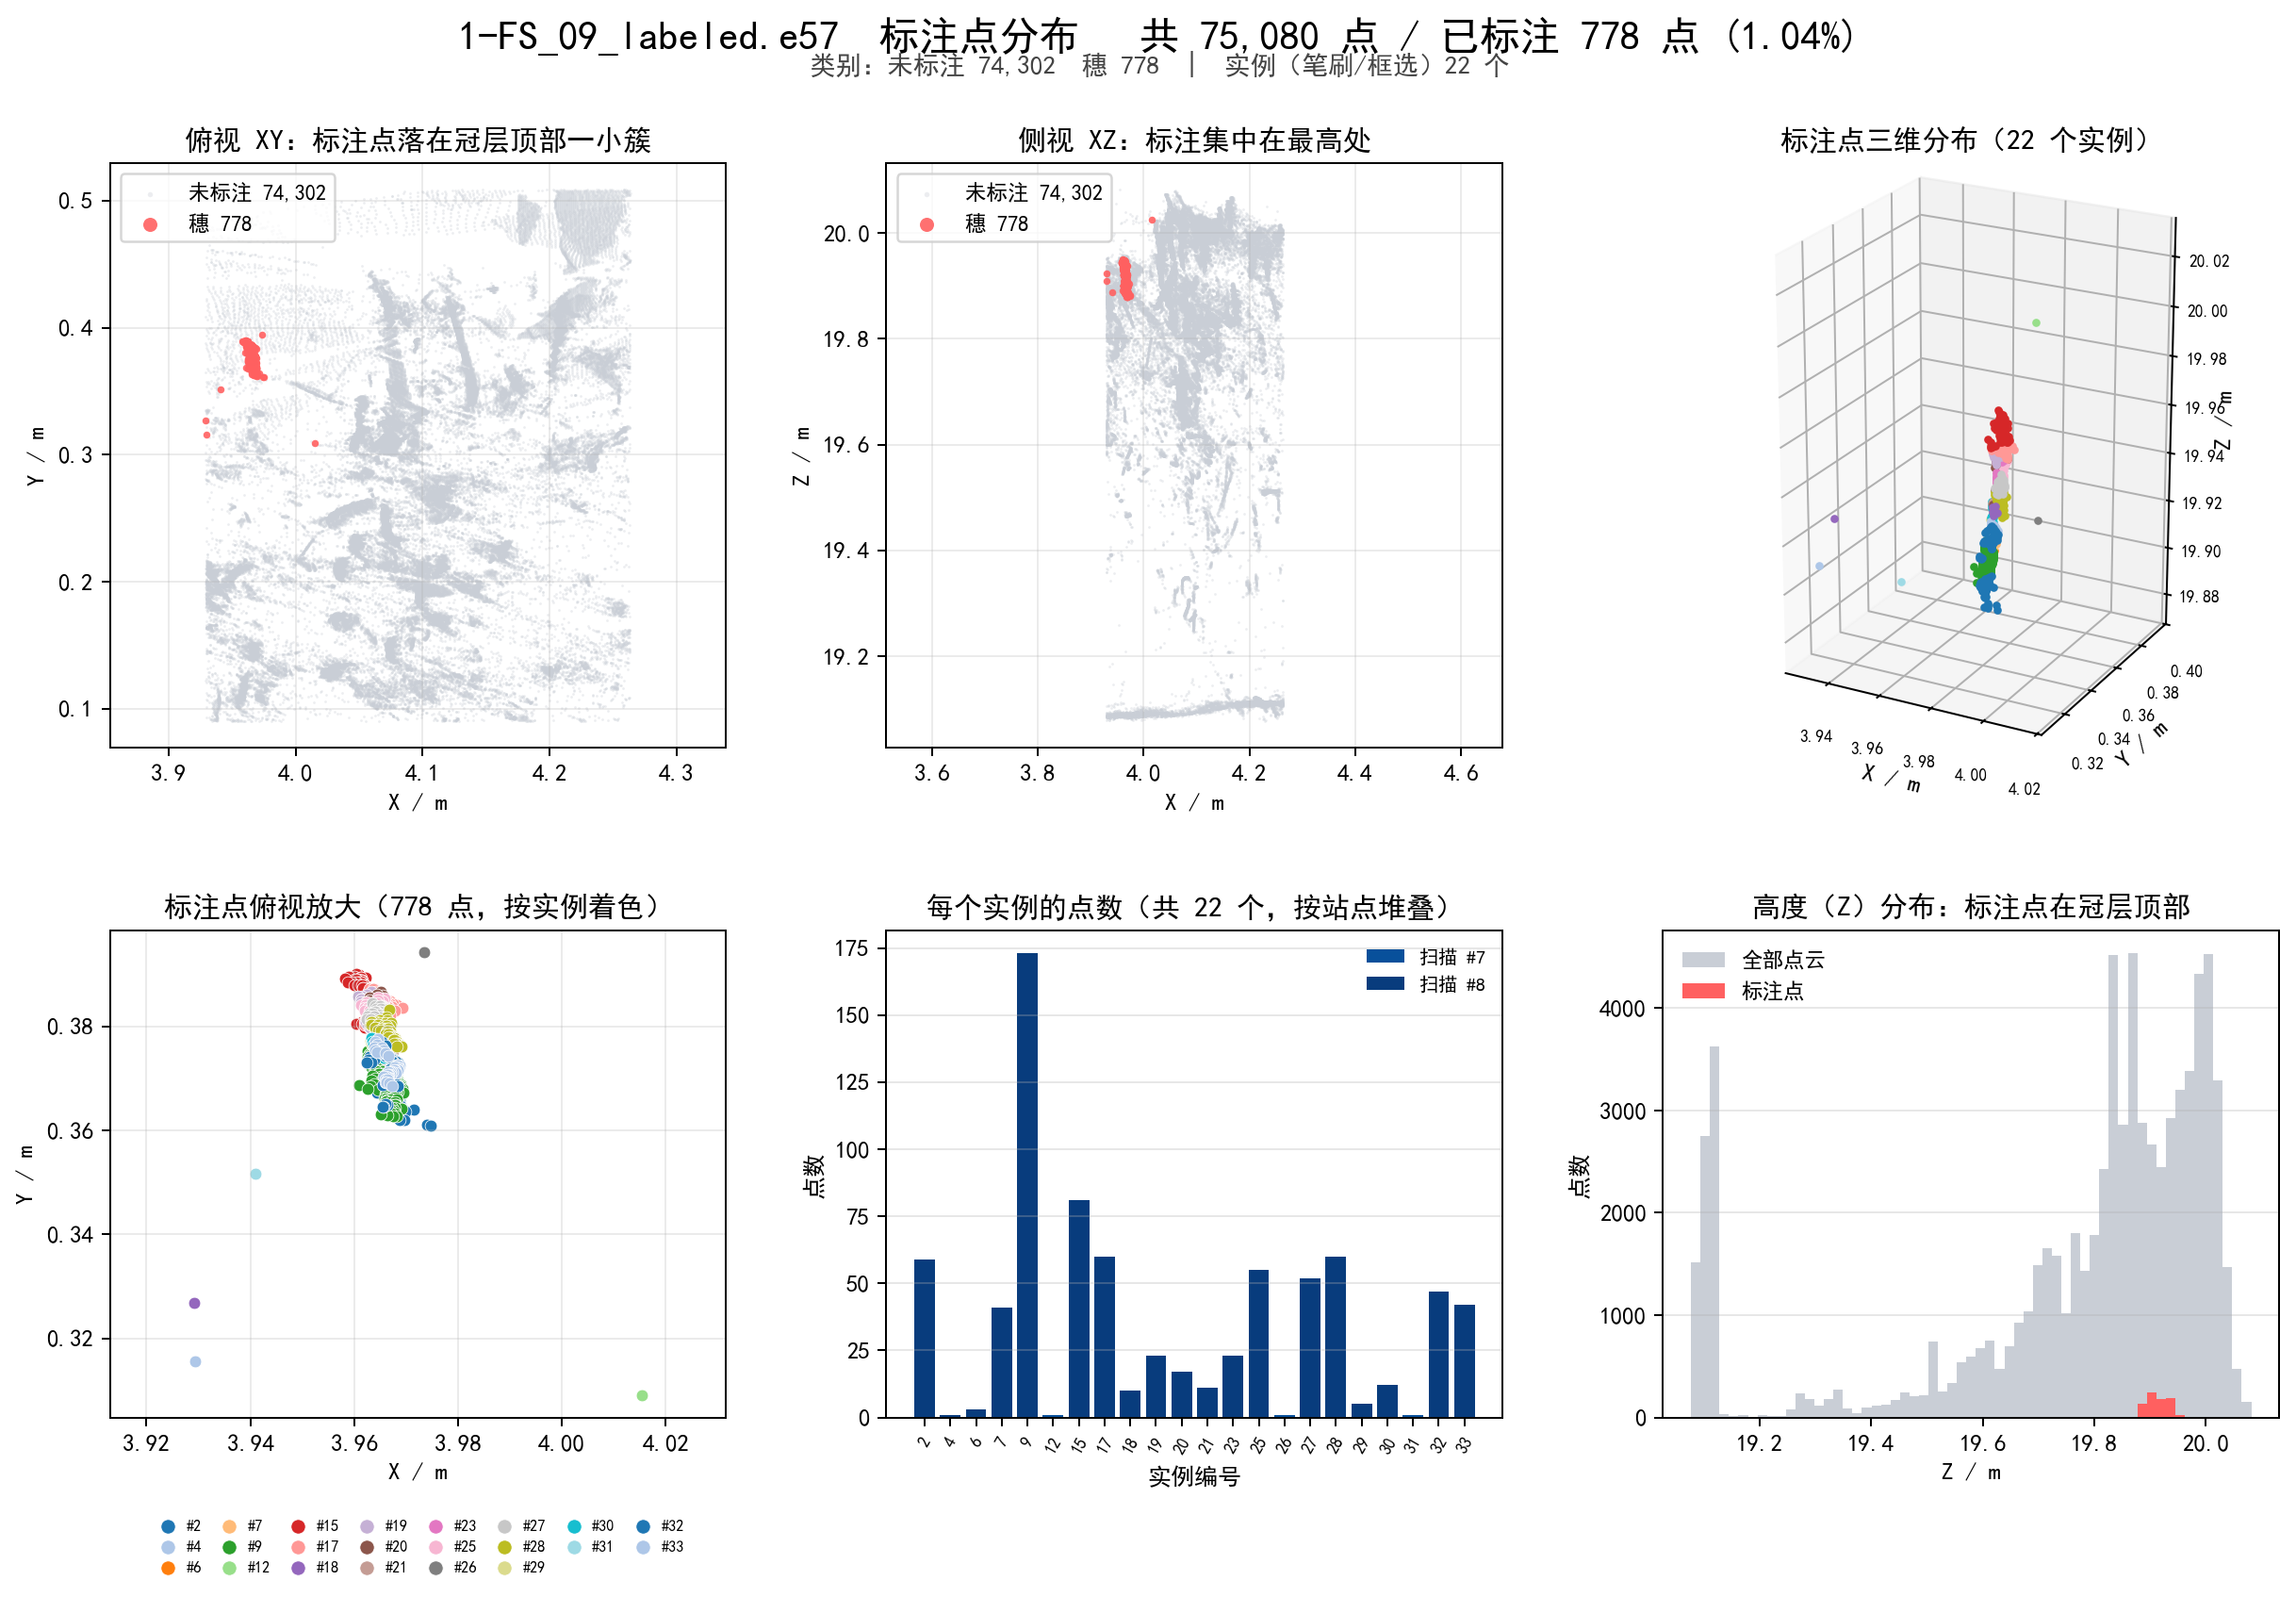 1-FS_09_labeled.e57 标注点分布 共 75,080 点 / 已标注 778 点 (1.04%)
类别: 未标注 74,302 穗 778 | 实例（笔刷/框选）22 个
俯视 XY: 标注点落在冠层顶部一小簇
未标注 74,302
穗 778
0.5
0.4
0.3
0.2
0.1
Y / m
3.9 4.0 4.1 4.2 4.3
X / m
侧视 XZ: 标注集中在最高处
未标注 74,302
穗 778
20.0
19.8
19.6
19.4
19.2
Z / m
3.6 3.8 4.0 4.2 4.4 4.6
X / m
标注点三维分布（22 个实例）
20.02
20.00
19.98
19.96
19.94
19.92
19.90
19.88
Z / m
3.94 3.96 3.98 4.00 4.02
X / m
0.32 0.34 0.36 0.38 0.40
Y / m
标注点俯视放大（778 点，按实例着色）
0.38
0.36
0.34
0.32
Y / m
3.92 3.94 3.96 3.98 4.00 4.02
X / m
#2 #7 #15 #19 #23 #27 #30 #32
#4 #9 #17 #20 #25 #28 #31 #33
#6 #12 #18 #21 #26 #29
每个实例的点数（共 22 个，按站点堆叠）
扫描 #7
扫描 #8
175
150
125
100
75
50
25
0
点数
2 4 6 7 9 12 15 17 18 19 20 21 23 25 26 27 28 29 30 31 32 33
实例编号
高度（Z）分布: 标注点在冠层顶部
全部点云
标注点
4000
3000
2000
1000
0
点数
19.2 19.4 19.6 19.8 20.0
Z / m